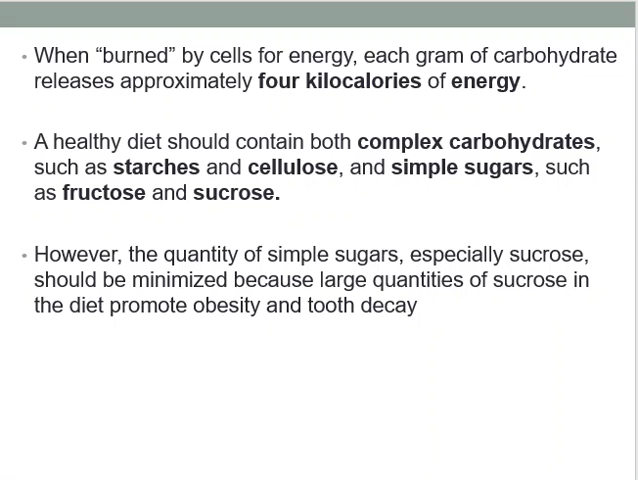 • When “burned” by cells for energy, each gram of carbohydrate
releases approximately four kilocalories of energy.
• A healthy diet should contain both complex carbohydrates,
such as starches and cellulose, and simple sugars, such
as fructose and sucrose.
• However, the quantity of simple sugars, especially sucrose,
should be minimized because large quantities of sucrose in
the diet promote obesity and tooth decay